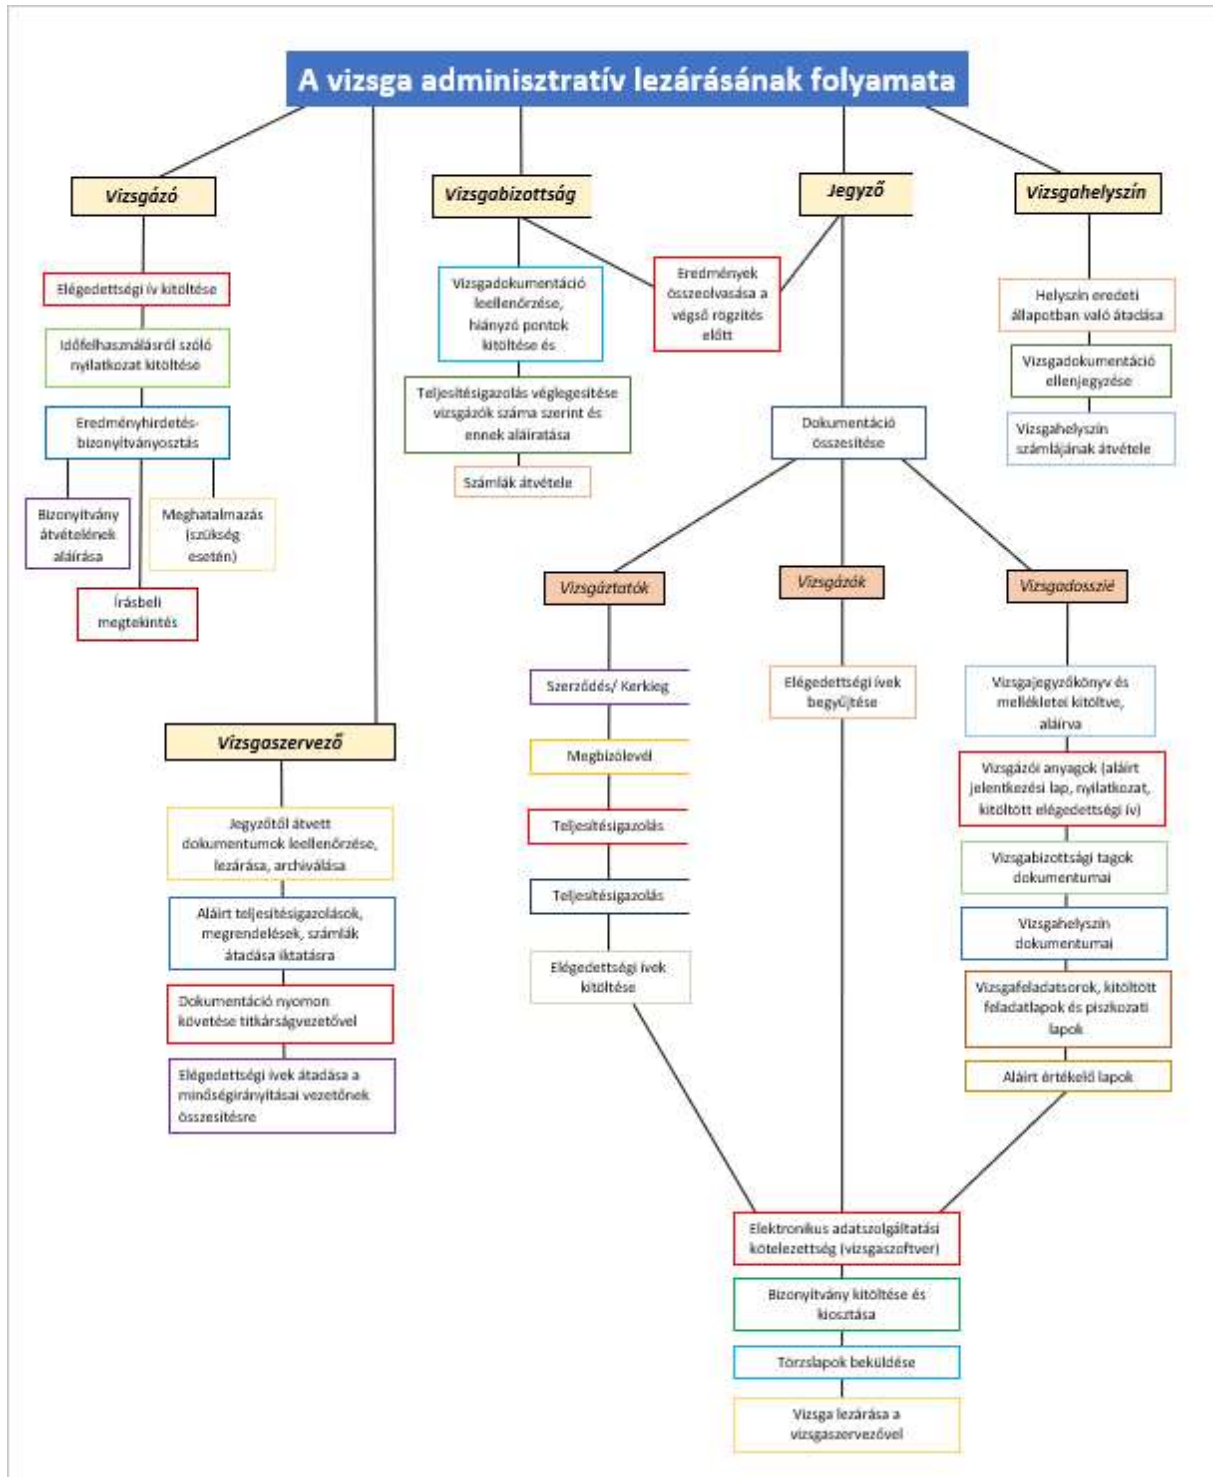 A vizsga adminisztratív lezárásának folyamata
Vizsgázó
Vizsgabizottság
Jegyző
Vizsgahelyszín
Elégedettségi ív kitöltése
Időfelhasználásról szóló
nyilatkozat kitöltése
Eredményhirdetés-
bizonyítványosztás
Bizonyítvány
átvételének
aláírása
Meghatalmazás
(szükség
esetén)
Írásbeli
megtekintés
Vizsgadokumentáció
leellenőrzése,
hiányzó pontok
kitöltése és
Teljesítésigazolás véglegesítése
vizsgázók száma szerint és
ennek aláíratása
Számlák átvétele
Eredmények
összeolvasása a
végső rögzítés
előtt
Helyszín eredeti
állapotban való átadása
Vizsgadokumentáció
ellenjegyzése
Vizsgahelyszín
számlájának átvétele
Dokumentáció
összesítése
Vizsgáztatók
Vizsgázók
Vizsgadosszié
Szerződés/ Kerkieg
Megbízólevél
Teljesítésigazolás
Teljesítésigazolás
Elégedettségi ívek
kitöltése
Elégedettségi ívek
begyűjtése
Vizsgajegyzőkönyv és
mellékletei kitöltve,
aláírva
Vizsgázói anyagok (aláírt
jelentkezési lap, nyilatkozat,
kitöltött elégedettségi ív)
Vizsgabizottsági tagok
dokumentumai
Vizsgahelyszín
dokumentumai
Vizsgafeladatsorok, kitöltött
feladatlapok és piszkozati
lapok
Aláírt értékelő lapok
Vizsgaszervező
Jegyzőtől átvett
dokumentumok leellenőrzése,
lezárása, archiválása
Aláírt teljesítésigazolások,
megrendelések, számlák
átadása iktatásra
Dokumentáció nyomon
követése titkárságvezetővel
Elégedettségi ívek átadása a
minőségirányításai vezetőnek
összesítésre
Elektronikus adatszolgáltatási
kötelezettség (vizsgaszoftver)
Bizonyítvány kitöltése és
kiosztása
Törzslapok beküldése
Vizsga lezárása a
vizsgaszervezővel